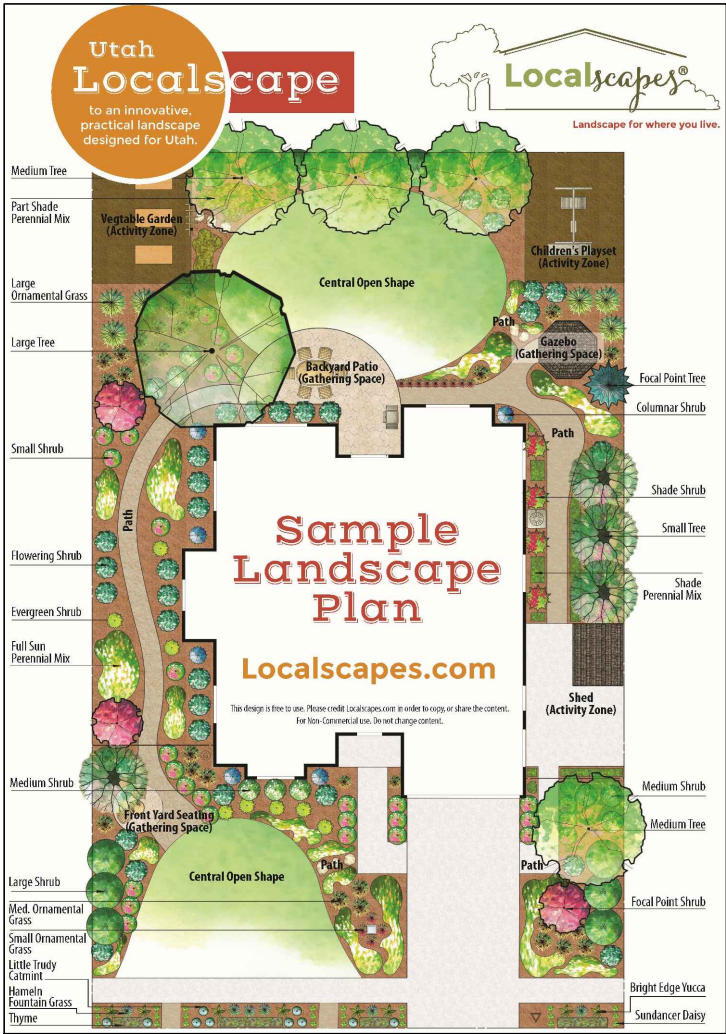 Utah
Localscape
to an innovative,
practical landscape
designed for Utah.
Localscapes®
Landscape for where you live.
Medium Tree
Part Shade
Perennial Mix
Vegtable Garden
(Activity Zone)
Children's Playset
(Activity Zone)
Central Open Shape
Large
Ornamental Grass
Path
Large Tree
Gazebo
(Gathering Space)
Backyard Patio
(Gathering Space)
Focal Point Tree
Columnar Shrub
Path
Small Shrub
Shade Shrub
Path
Small Tree
Flowering Shrub
Shade
Perennial Mix
Evergreen Shrub
Full Sun
Perennial Mix
Sample
Landscape
Plan
Localscapes.com
This design is free to use. Please credit Localscapes.com in order to copy, or share the content.
For Non-Commercial use. Do not change content.
Shed
(Activity Zone)
Medium Shrub
Medium Shrub
Front Yard Seating
(Gathering Space)
Medium Tree
Path
Path
Central Open Shape
Large Shrub
Focal Point Shrub
Med. Ornamental
Grass
Small Ornamental
Grass
Little Trudy
Catmint
Hameln
Fountain Grass
Bright Edge Yucca
Thyme
Sundancer Daisy